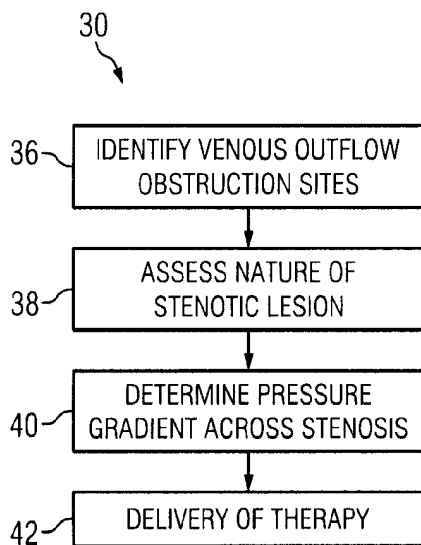 30
36
IDENTIFY VENOUS OUTFLOW
OBSTRUCTION SITES
38
ASSESS NATURE OF
STENOTIC LESION
40
DETERMINE PRESSURE
GRADIENT ACROSS STENOSIS
42
DELIVERY OF THERAPY